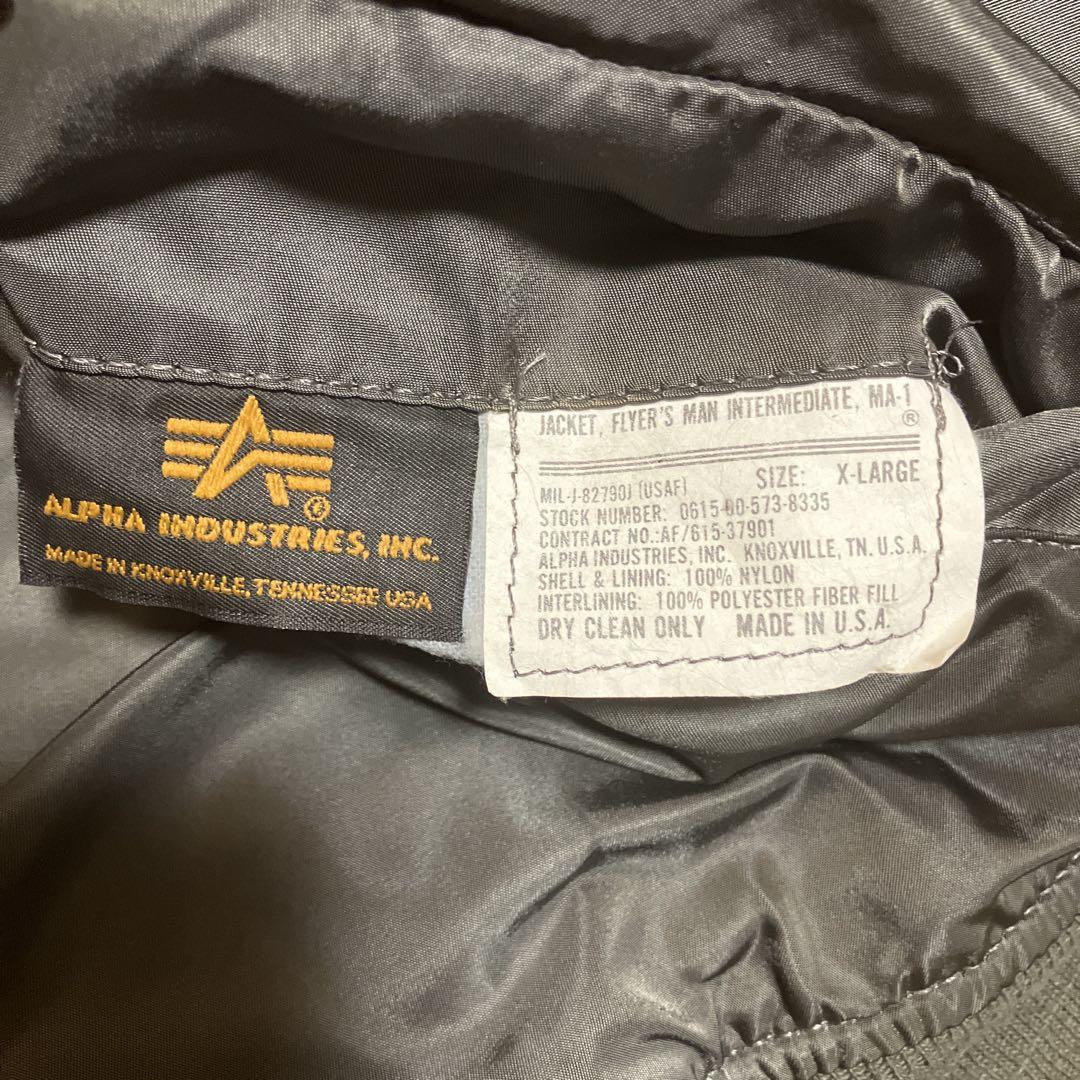 ALPHA INDUSTRIES, INC.
MADE IN KNOXVILLE, TENNESSEE USA
JACKET, FLYER'S MAN INTERMEDIATE, MA-1
®
MIL-J-82790J (USAF) SIZE: X-LARGE
STOCK NUMBER: 0615-00-573-8335
CONTRACT NO.:AF/615-37901
ALPHA INDUSTRIES, INC. KNOXVILLE, TN. U.S.A.
SHELL & LINING: 100% NYLON
INTERLINING: 100% POLYESTER FIBER FILL
DRY CLEAN ONLY MADE IN U.S.A.